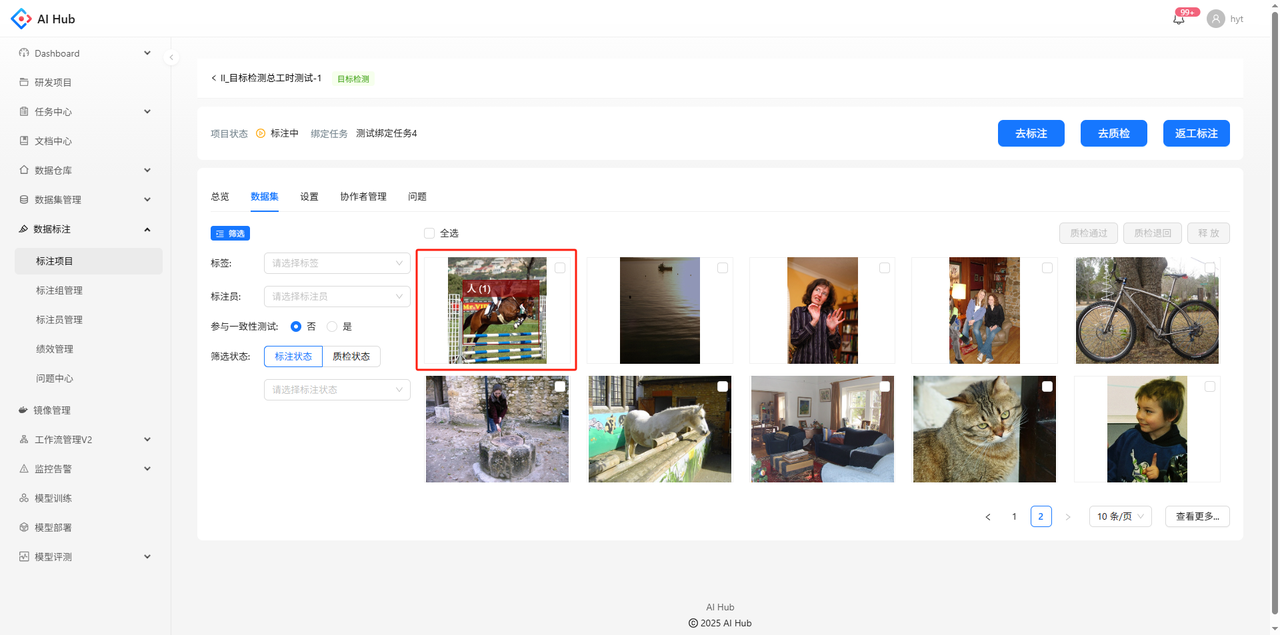 AI Hub
99+
hyt
Dashboard
研发项目
任务中心
文档中心
数据仓库
数据集管理
数据标注
标注项目
标注组管理
标注员管理
绩效管理
问题中心
镜像管理
工作流管理V2
监控告警
模型训练
模型部署
模型评测
II_目标检测总工时测试-1 目标检测
项目状态 标注中 绑定任务 测试绑定任务4
去标注 去质检 返工标注
总览 数据集 设置 协作者管理 问题
筛选
全选
质检通过 质检退回 释 放
标签: 请选择标签
标注员: 请选择标注员
参与一致性测试: 否 是
筛选状态: 标注状态 质检状态
请选择标注状态
人 (1)
1 2 10 条/页 查看更多...
AI Hub
© 2025 AI Hub